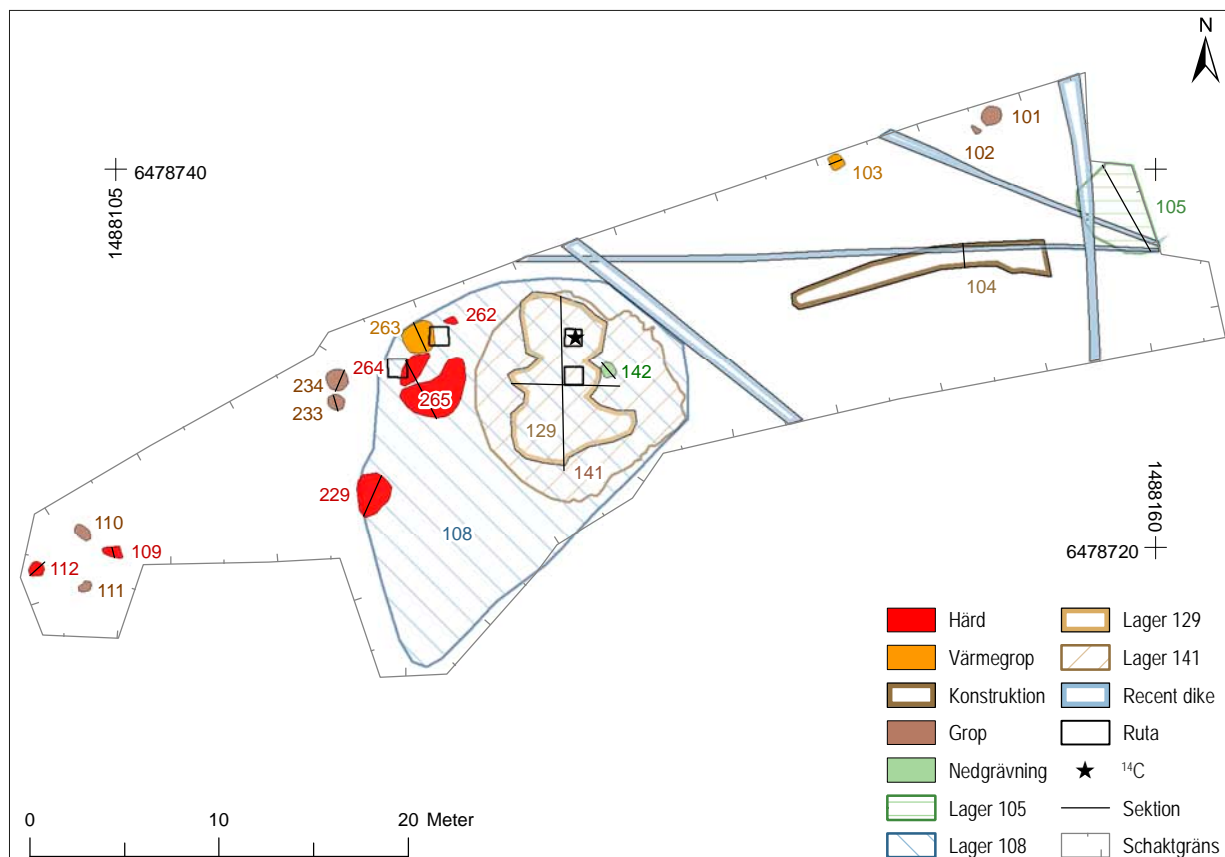 N
101
102
6478740
103
105
1488105
104
262
263
264
142
234
265
233
129
141
229
108
1488160
110
109
6478720
112
111
Härd
Lager 129
Värmegrop
Lager 141
Konstruktion
Recent dike
Grop
Ruta
Nedgrävning
¹⁴C
Lager 105
Sektion
0 10 20 Meter
Lager 108
Schaktgräns